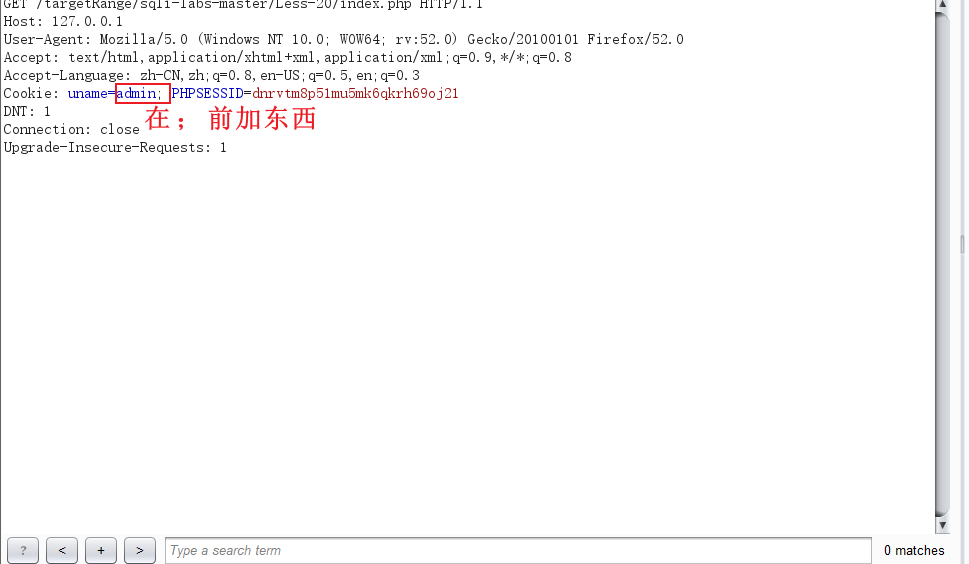 GET /targetRange/sqli-labs-master/Less-20/index.php HTTP/1.1
Host: 127.0.0.1
User-Agent: Mozilla/5.0 (Windows NT 10.0; WOW64; rv:52.0) Gecko/20100101 Firefox/52.0
Accept: text/html,application/xhtml+xml,application/xml;q=0.9,*/*;q=0.8
Accept-Language: zh-CN,zh;q=0.8,en-US;q=0.5,en;q=0.3
Cookie: uname=admin; PHPSESSID=dnrvtm8p51mu5mk6qkrh69oj21
DNT: 1
在 ； 前加东西
Connection: close
Upgrade-Insecure-Requests: 1
? < + > Type a search term 0 matches